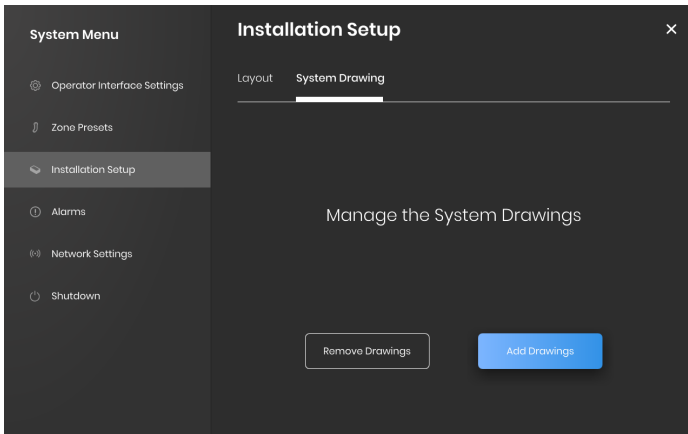 System Menu
Operator Interface Settings
Zone Presets
Installation Setup
Alarms
Network Settings
Shutdown
Installation Setup
Layout System Drawing
Manage the System Drawings
Remove Drawings Add Drawings